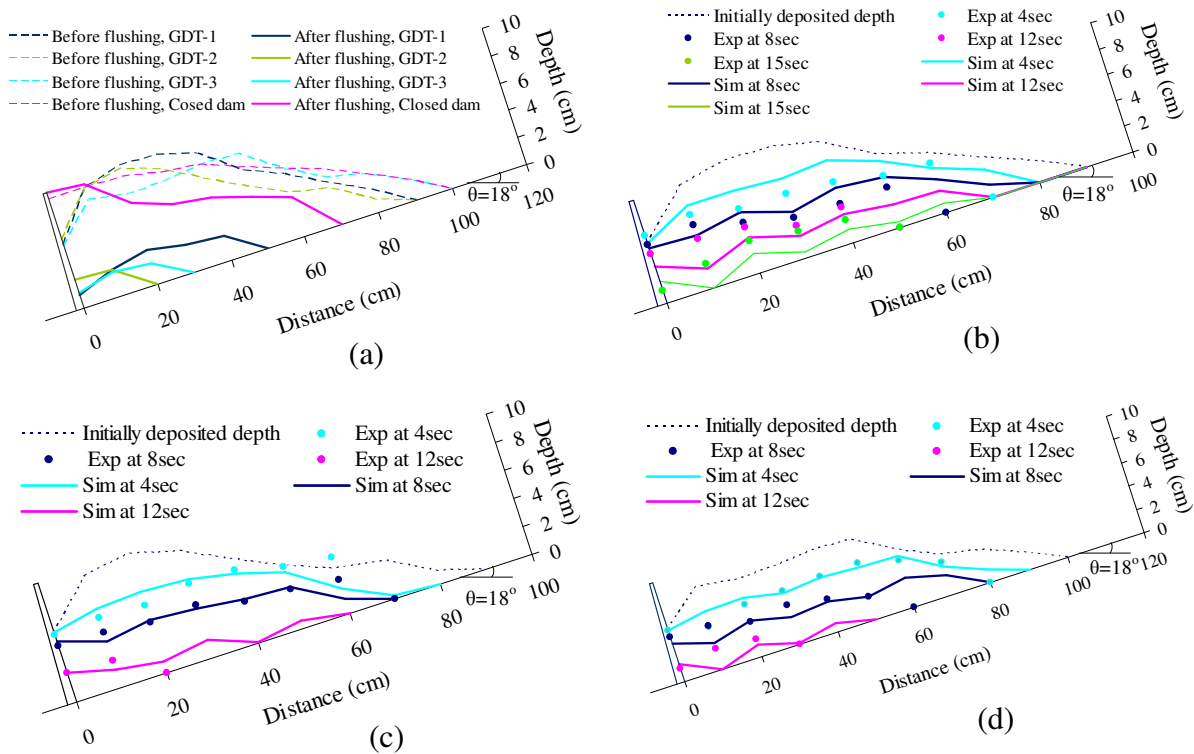 Before flushing, GDT-1
After flushing, GDT-1
Before flushing, GDT-2
After flushing, GDT-2
Before flushing, GDT-3
After flushing, GDT-3
Before flushing, Cosed dam
After flushing, Closed dam
10
8
6
4
2
0
Depth (cm)
θ=18°
0
20
40
60
80
100
120
Distance (cm)
(a)
Initially deposited depth
Exp at 4sec
Exp at 8sec
Exp at 12sec
Exp at 15sec
Sim at 4sec
Sim at 8sec
Sim at 12sec
Sim at 15sec
10
8
6
4
2
0
Depth (cm)
θ=18°
0
20
40
60
80
100
Distance (cm)
(b)
Initially deposited depth
Exp at 4sec
Exp at 8sec
Exp at 12sec
Sim at 4sec
Sim at 8sec
Sim at 12sec
10
8
6
4
2
0
Depth (cm)
θ=18°
0
20
40
60
80
100
Distance (cm)
(c)
Initially deposited depth
Exp at 4sec
Exp at 8sec
Exp at 12sec
Sim at 4sec
Sim at 8sec
Sim at 12sec
10
8
6
4
2
0
Depth (cm)
θ=18°
0
20
40
60
80
100
120
Distance (cm)
(d)